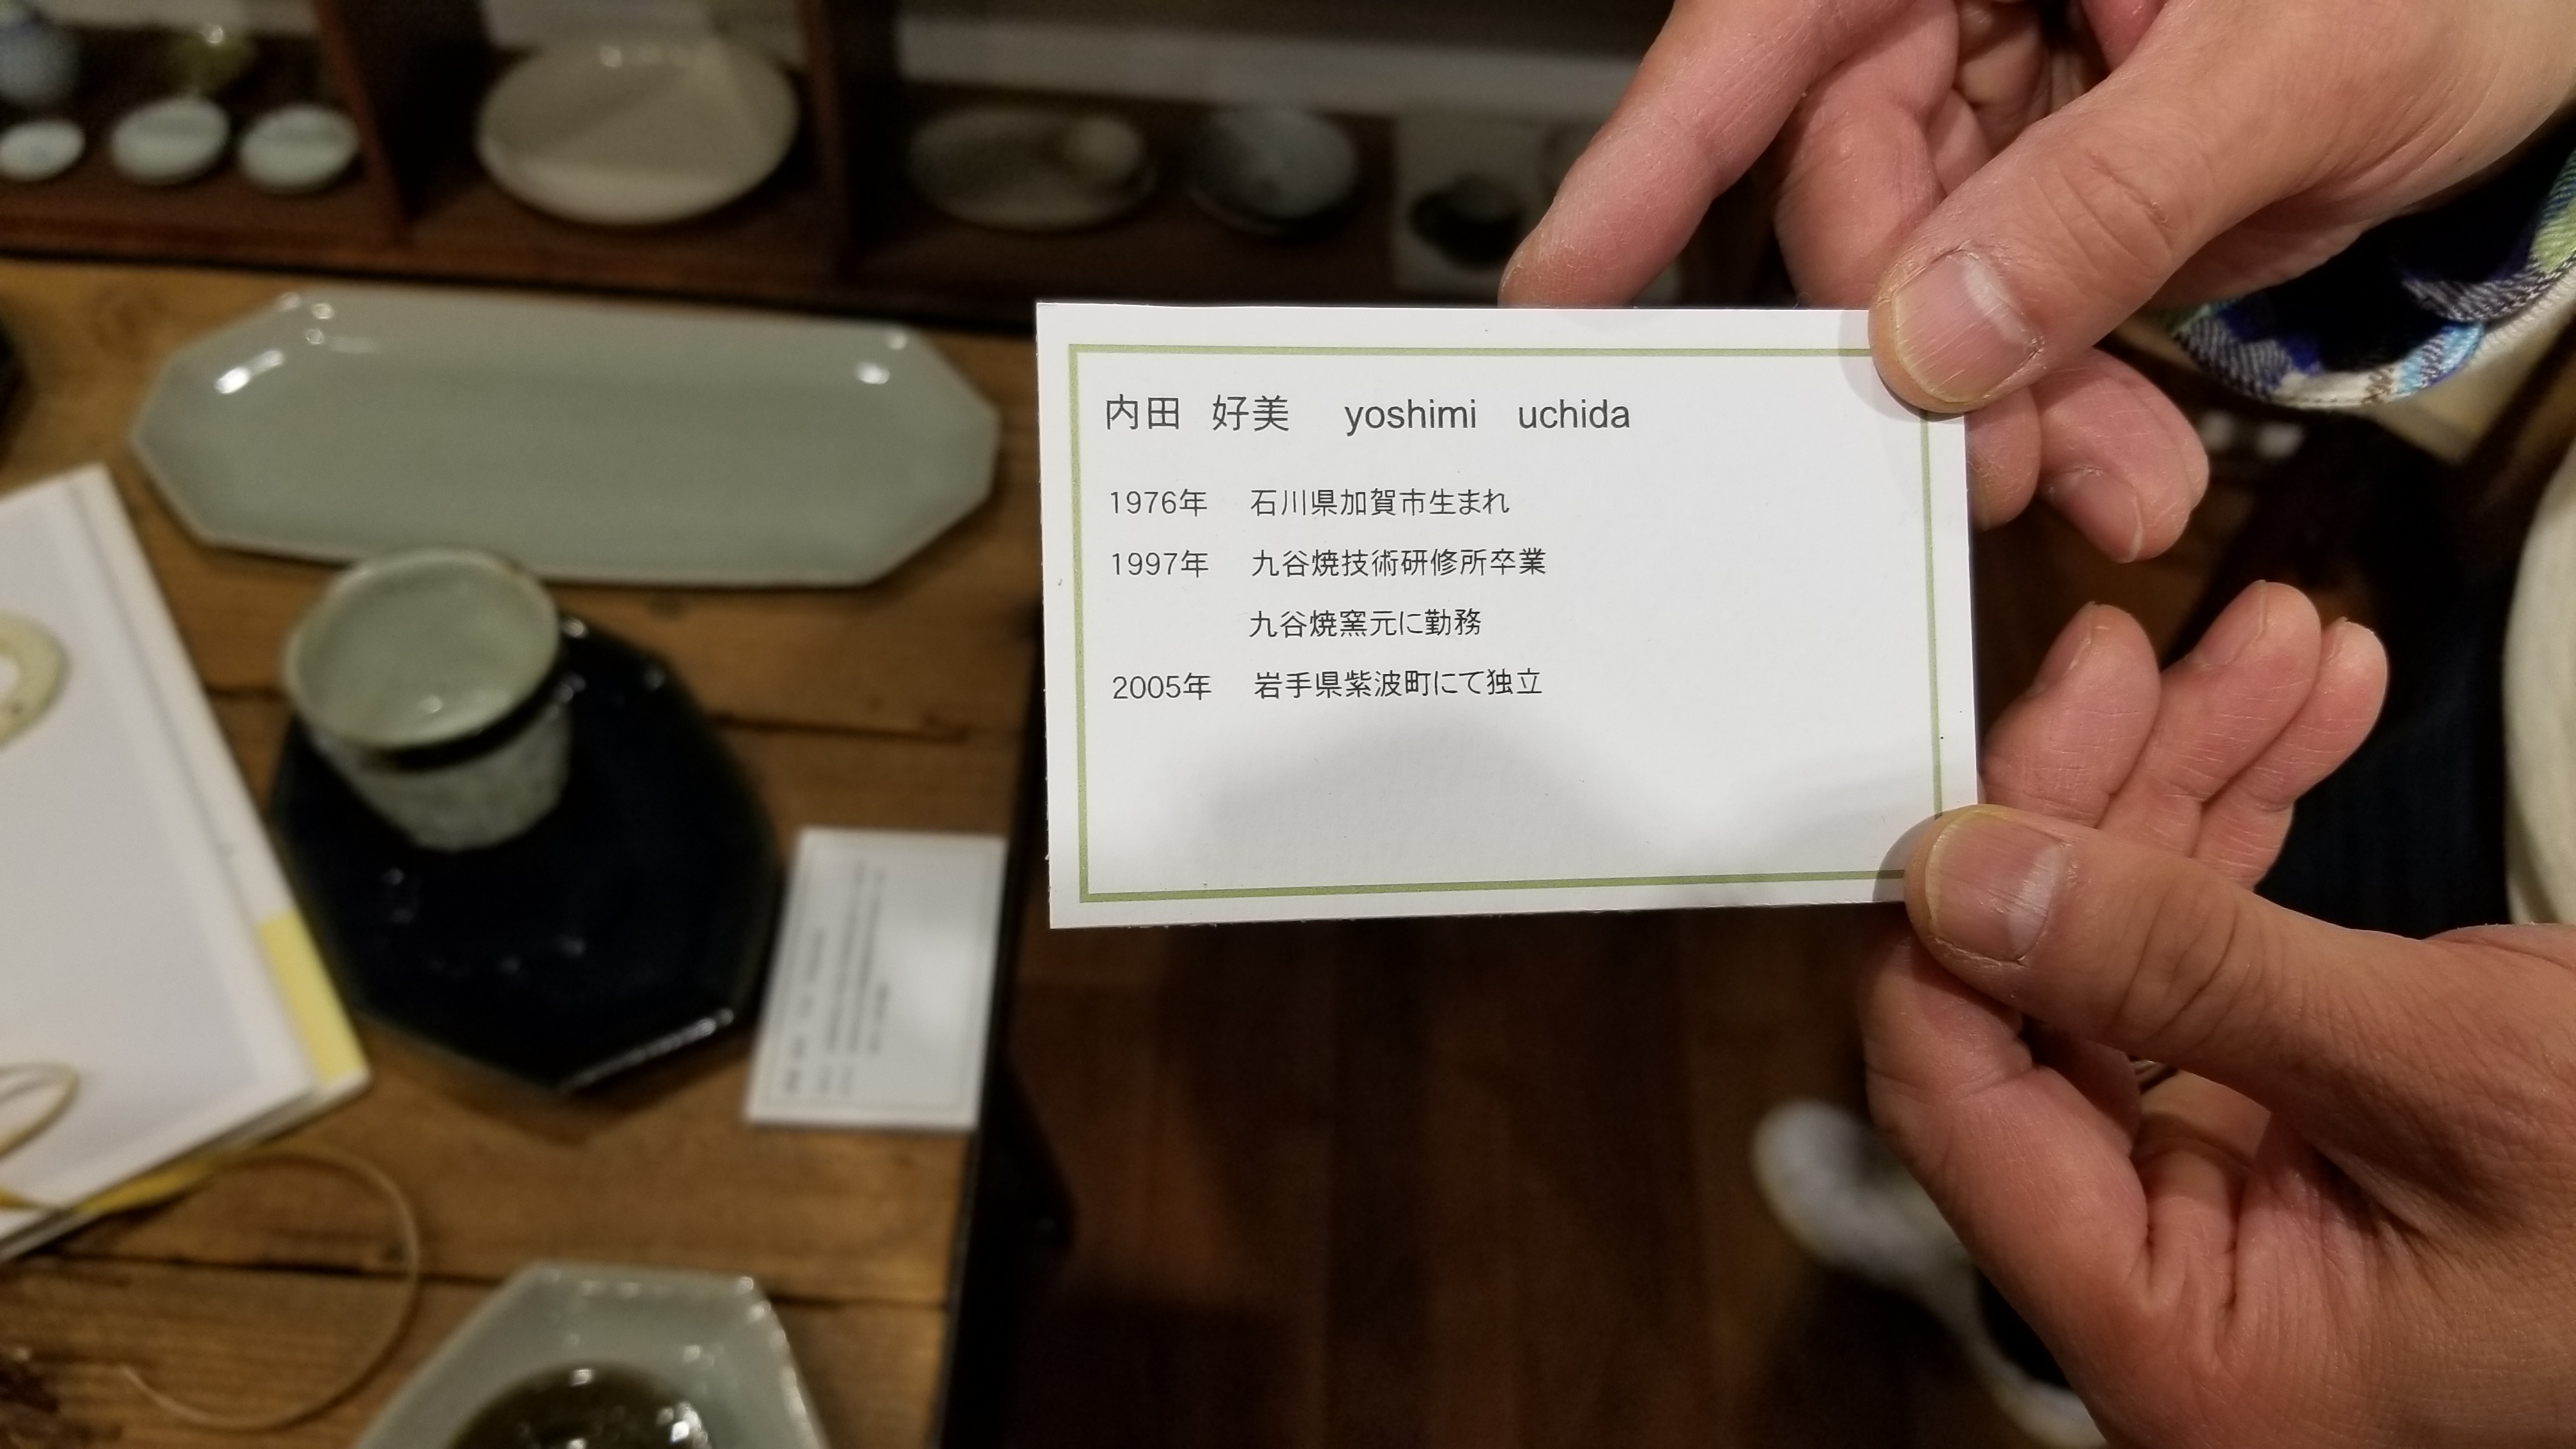 内田 好美 yoshimi uchida
1976年 石川県加賀市生まれ
1997年 九谷焼技術研修所卒業
九谷焼窯元に勤務
2005年 岩手県紫波町にて独立